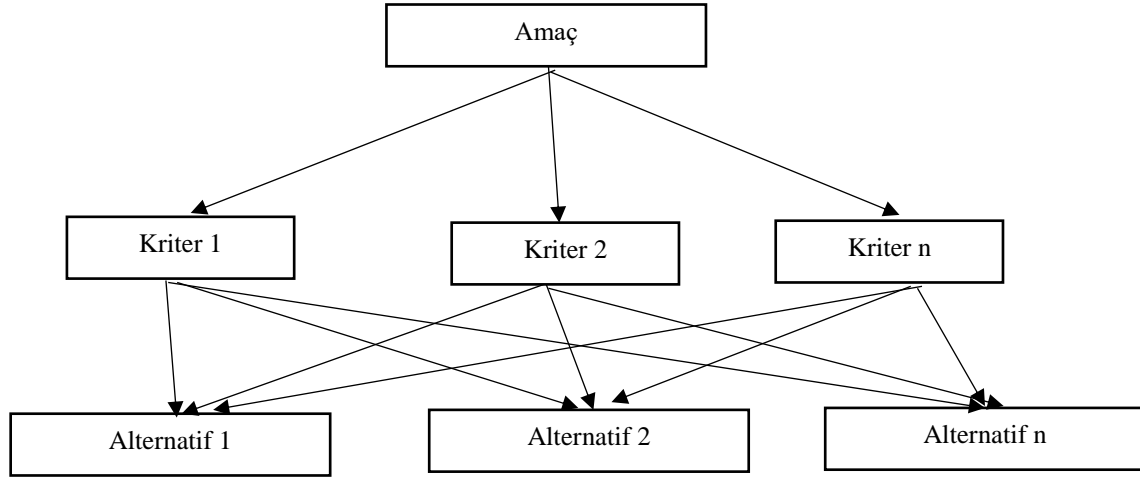 Amaç
Kriter 1
Kriter 2
Kriter n
Alternatif 1
Alternatif 2
Alternatif n